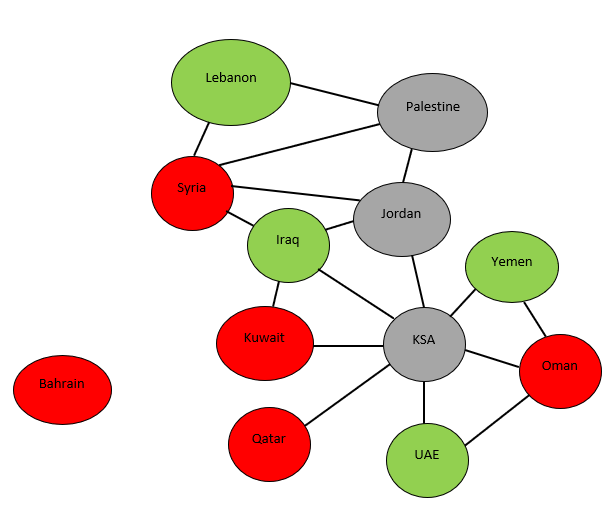 Lebanon
Palestine
Syria
Jordan
Iraq
Yemen
Kuwait
KSA
Oman
Bahrain
Qatar
UAE